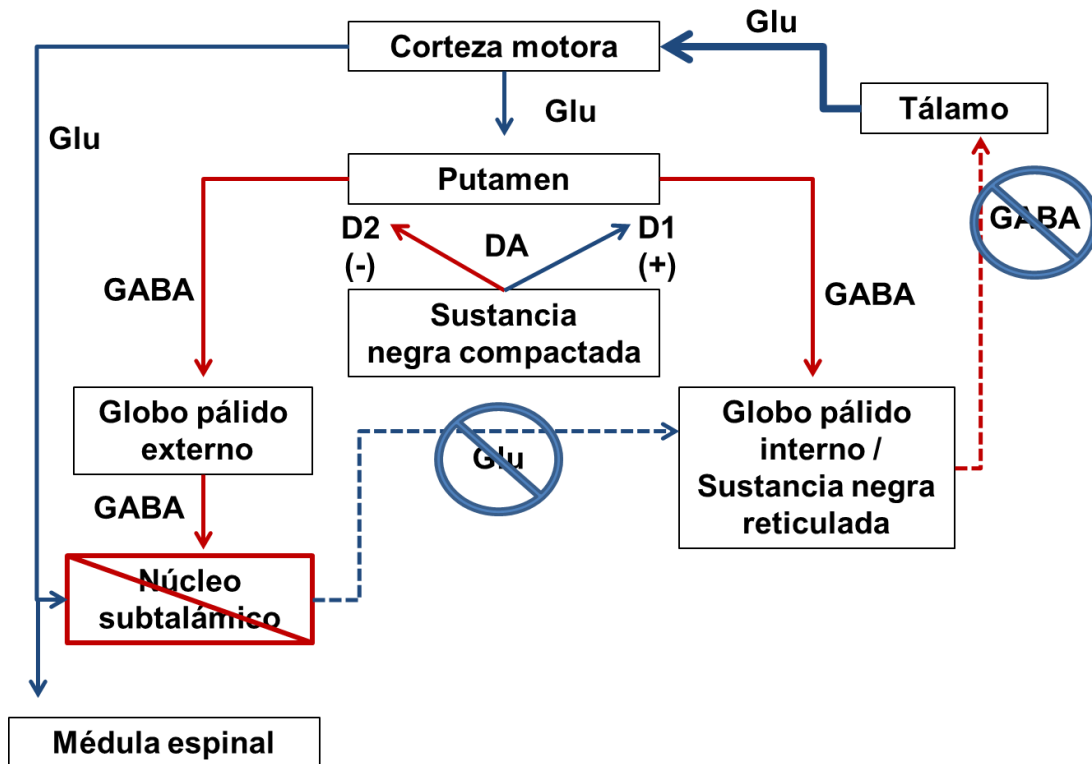 Glu
Corteza motora
Tálamo
Glu
Glu
Putamen
GABA
D2
(-)
DA
D1
(+)
GABA
GABA
Sustancia
negra compactada
Globo pálido
externo
Glu
Globo pálido
interno /
Sustancia negra
reticulada
GABA
Núcleo
subtalámico
Médula espinal